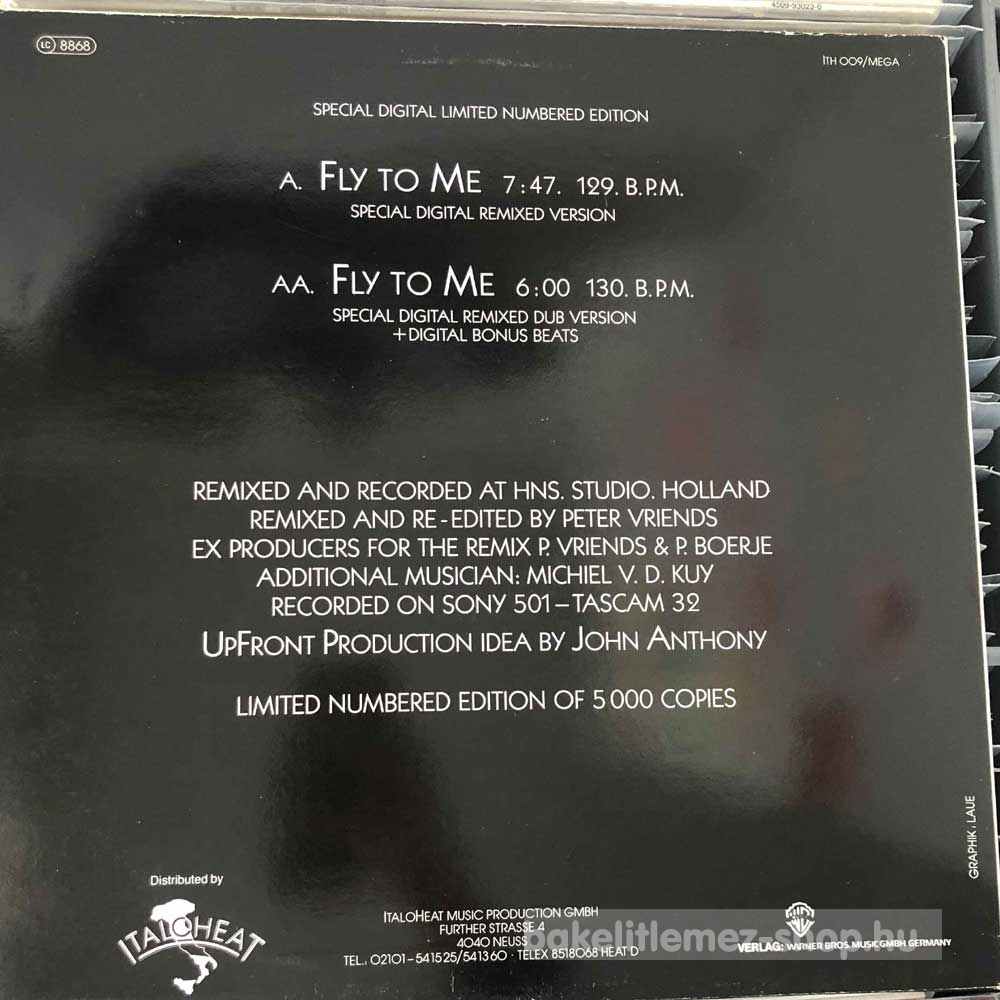 4509-93023-0
LC 8868
ITH 009/MEGA
SPECIAL DIGITAL LIMITED NUMBERED EDITION
A. FLY TO ME 7:47. 129. B.P.M.
SPECIAL DIGITAL REMIXED VERSION
AA. FLY TO ME 6:00 130. B.P.M.
SPECIAL DIGITAL REMIXED DUB VERSION
+DIGITAL BONUS BEATS
REMIXED AND RECORDED AT HNS. STUDIO. HOLLAND
REMIXED AND RE-EDITED BY PETER VRIENDS
EX PRODUCERS FOR THE REMIX P. VRIENDS & P. BOERJE
ADDITIONAL MUSICIAN: MICHIEL V. D. KUY
RECORDED ON SONY 501-TASCAM 32
UPFRONT PRODUCTION IDEA BY JOHN ANTHONY
LIMITED NUMBERED EDITION OF 5000 COPIES
GRAPHIK, LAUE
Distributed by
ITALOHEAT
ITALOHEAT MUSIC PRODUCTION GMBH
FURTHER STRASSE 4
4040 NEUSS
TEL.: 02101-541525/541360 · TELEX 8518068 HEAT D
VERLAG: WARNER BROS. MUSIC GMBH, GERMANY
bakelitlemez-shop.hu